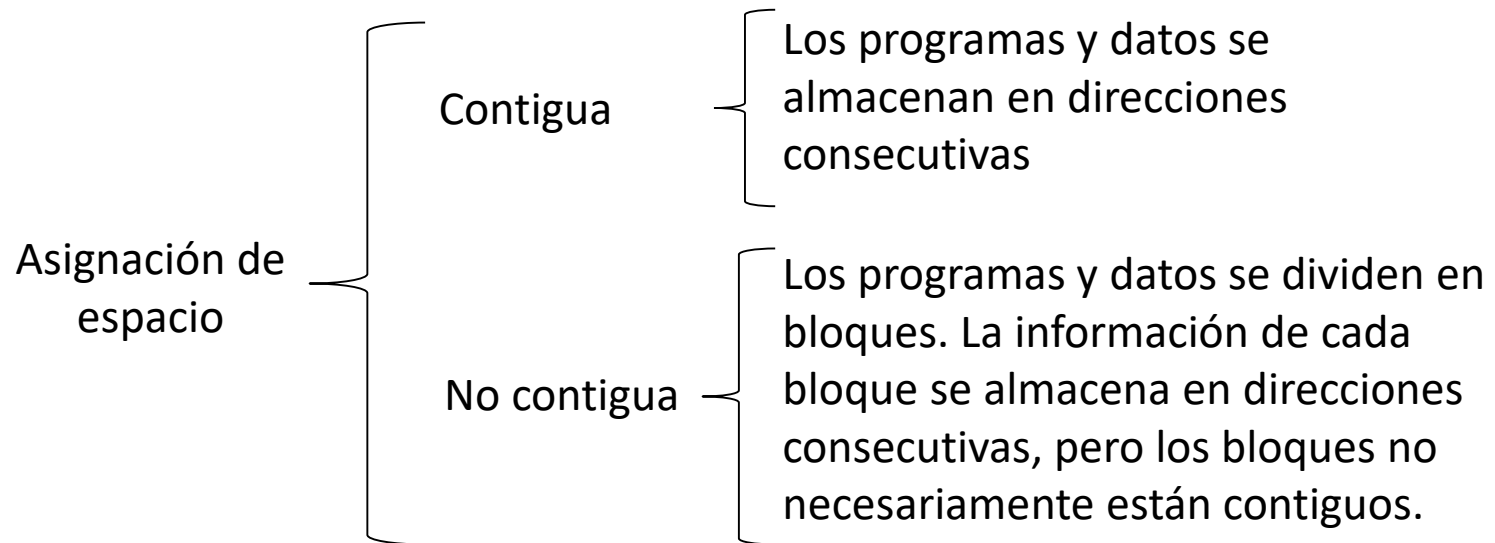 Asignación de
espacio
Contigua
Los programas y datos se
almacenan en direcciones
consecutivas
No contigua
Los programas y datos se dividen en
bloques. La información de cada
bloque se almacena en direcciones
consecutivas, pero los bloques no
necesariamente están contiguos.